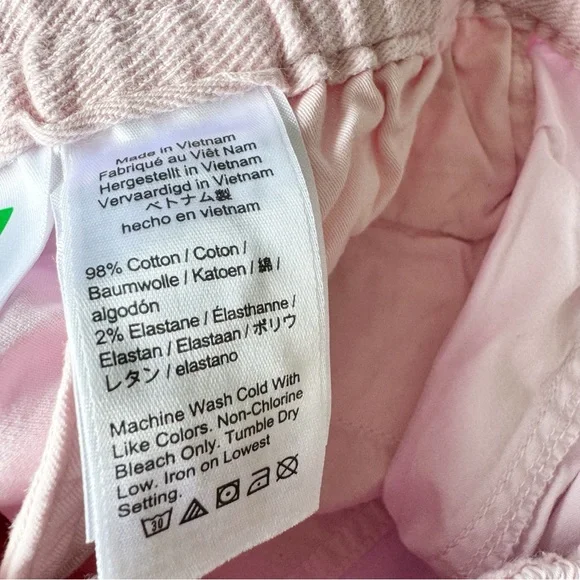 Made in Vietnam
Fabriqué au Viêt Nam
Hergestellt in Vietnam
Vervaardigd in Vietnam
ベトナム製
hecho en vietnam
98% Cotton / Coton /
Baumwolle / Katoen / 綿 /
algodón
2% Elastane / Élasthanne /
Elastan / Elastaan / ポリウ
レタン / elastano
Machine Wash Cold With
Like Colors. Non-Chlorine
Bleach Only. Tumble Dry
Low. Iron on Lowest
Setting.
30